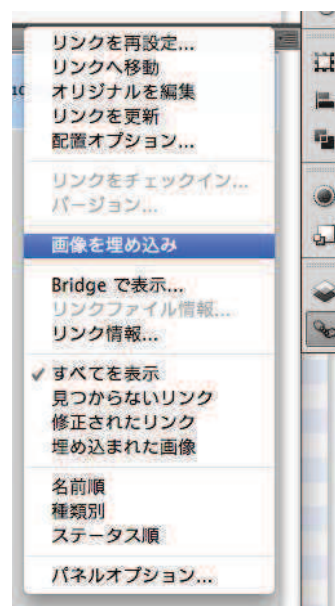 リンクを再設定...
リンクへ移動
オリジナルを編集
リンクを更新
配置オプション...
リンクをチェックイン...
バージョン...
画像を埋め込み
Bridge で表示...
リンクファイル情報...
リンク情報...
✓ すべてを表示
見つからないリンク
修正されたリンク
埋め込まれた画像
名前順
種類別
ステータス順
パネルオプション...